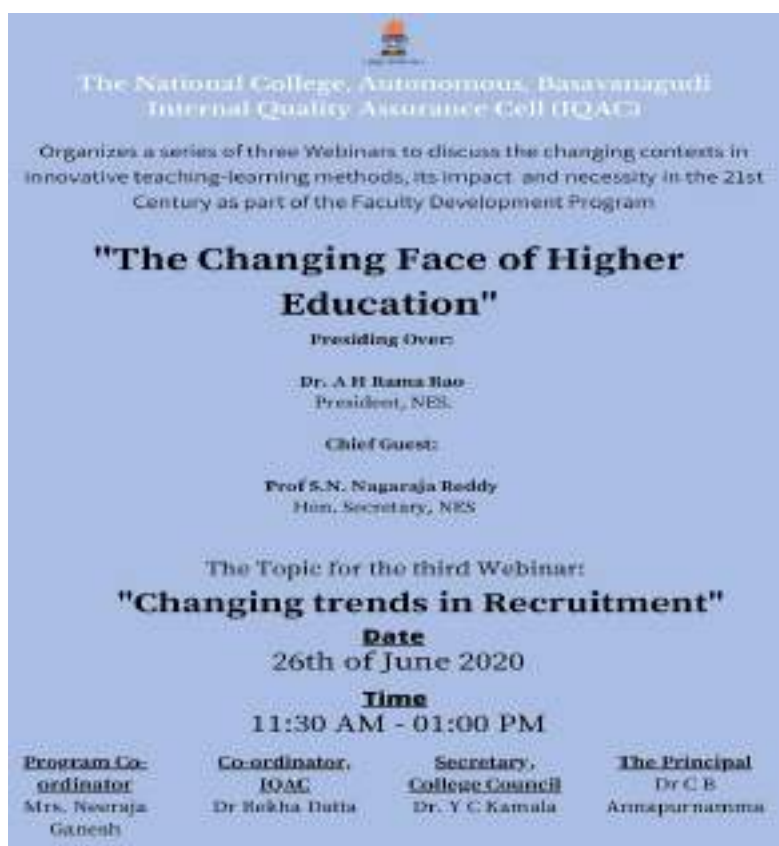 The National College, Autonomous, Basavanagudi
Internal Quality Assurance Cell (IQAC)
Organizes a series of three Webinars to discuss the changing contexts in
innovative teaching-learning methods, its impact and necessity in the 21st
Century as part of the Faculty Development Program
"The Changing Face of Higher
Education"
Presiding Over:
Dr. A H Rama Rao
President, NES.
Chief Guest:
Prof S.N. Nagaraja Reddy
Hon. Secretary, NES
The Topic for the third Webinar:
"Changing trends in Recruitment"
Date
26th of June 2020
Time
11:30 AM - 01:00 PM
Program Co-
ordinator
Mrs. Neeraja
Ganesh
Co-ordinator,
IQAC
Dr Rekha Datta
Secretary,
College Council
Dr. Y C Kamala
The Principal
Dr C B
Annapurnamma